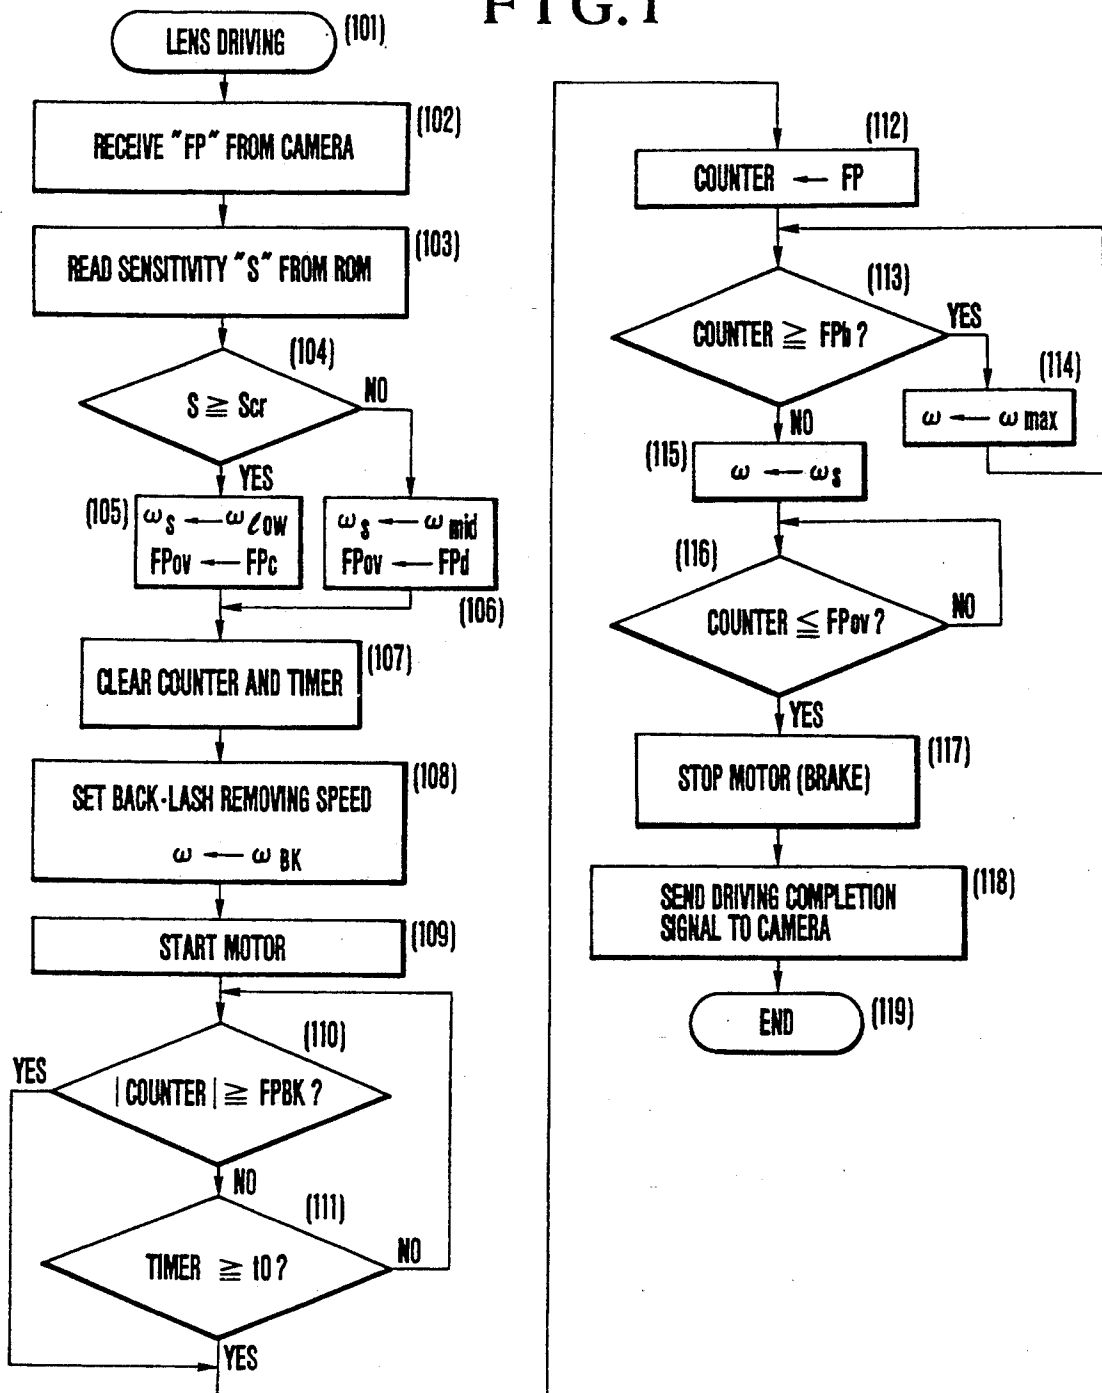 FIG.1
LENS DRIVING
(101)
RECEIVE "FP" FROM CAMERA
(102)
READ SENSITIVITY "S" FROM ROM
(103)
(104)
S ≧ Scr
NO
YES
(105)
ωs ← ωℓow
FPov ← FPc
ωs ← ωmid
FPov ← FPd
(106)
CLEAR COUNTER AND TIMER
(107)
SET BACK-LASH REMOVING SPEED
ω ← ωBK
(108)
START MOTOR
(109)
(110)
YES
|COUNTER| ≧ FPBK ?
NO
(111)
TIMER ≧ t0 ?
NO
YES
(112)
COUNTER ← FP
(113)
COUNTER ≧ FPb ?
YES
(114)
ω ← ωmax
NO
(115)
ω ← ωs
(116)
COUNTER ≦ FPov ?
NO
YES
STOP MOTOR (BRAKE)
(117)
SEND DRIVING COMPLETION
SIGNAL TO CAMERA
(118)
END
(119)